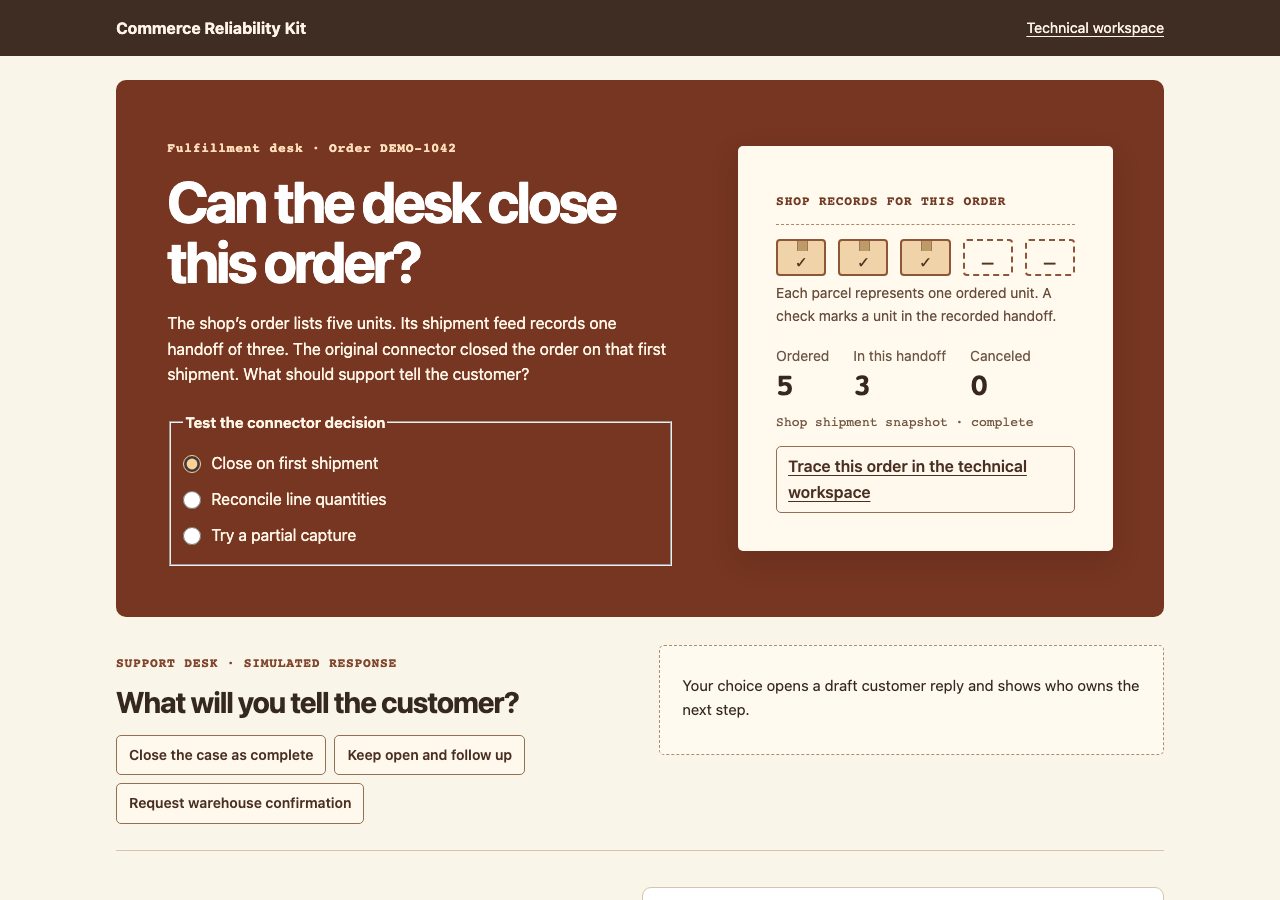 Commerce Reliability Kit
Technical workspace
Fulfillment desk · Order DEMO-1042
Can the desk close
this order?
The shop’s order lists five units. Its shipment feed records one
handoff of three. The original connector closed the order on that first
shipment. What should support tell the customer?
Test the connector decision
Close on first shipment
Reconcile line quantities
Try a partial capture
SHOP RECORDS FOR THIS ORDER
✓ ✓ ✓ – –
Each parcel represents one ordered unit. A
check marks a unit in the recorded handoff.
Ordered In this handoff Canceled
5 3 0
Shop shipment snapshot · complete
Trace this order in the technical
workspace
SUPPORT DESK · SIMULATED RESPONSE
What will you tell the customer?
Close the case as complete
Keep open and follow up
Request warehouse confirmation
Your choice opens a draft customer reply and shows who owns the
next step.